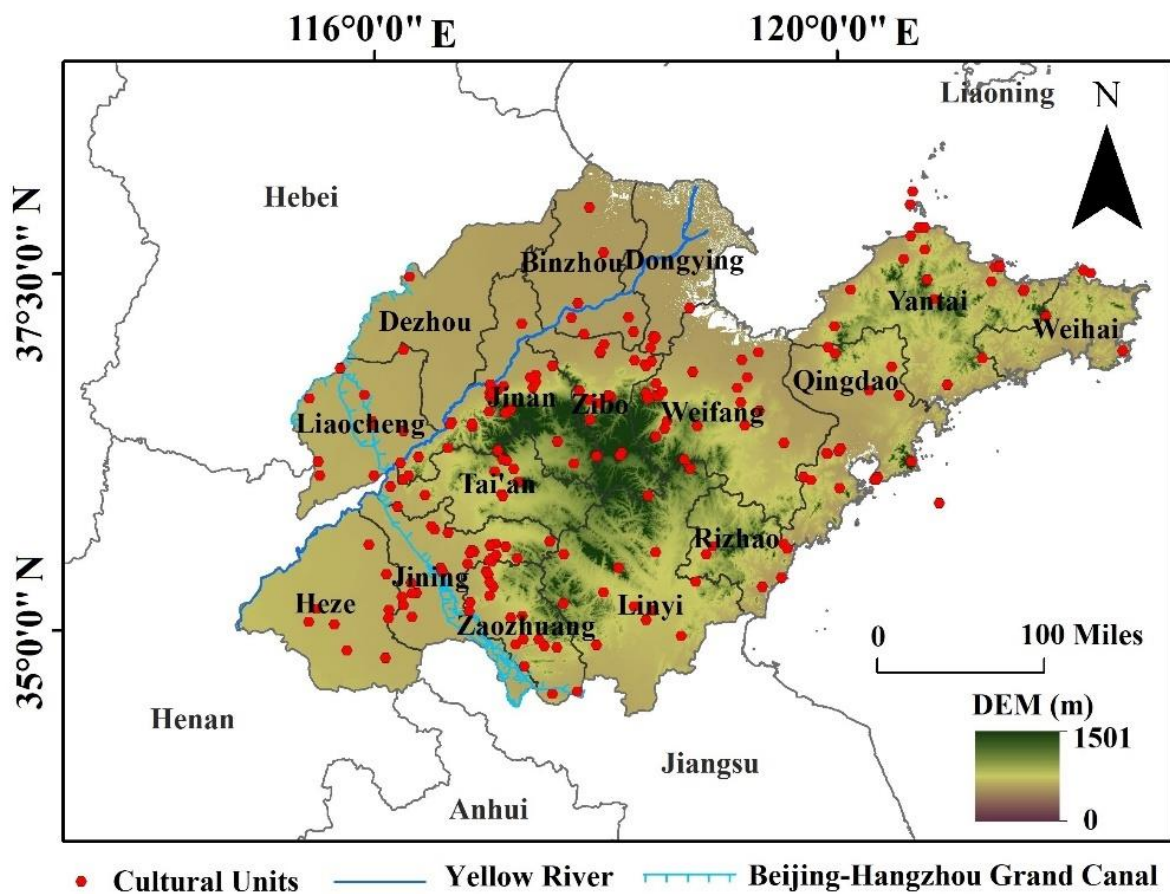 116°0'0" E
120°0'0" E
Liaoning
N
Hebei
37°30'0" N
Binzhou
Dongying
Yantai
Dezhou
Weihai
Qingdao
Jinan
Zibo
Weifang
Liaocheng
Tai'an
Rizhao
Jining
Heze
Linyi
Zaozhuang
35°0'0" N
0
100 Miles
Henan
DEM (m)
1501
Jiangsu
Anhui
0
Cultural Units
Yellow River
Beijing-Hangzhou Grand Canal